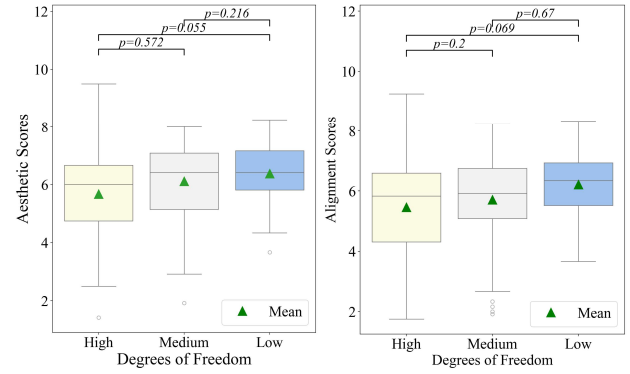 p=0.216
p=0.055
p=0.572
12
10
8
6
4
2
Aesthetic Scores
Mean
High Medium Low
Degrees of Freedom
p=0.67
p=0.069
p=0.2
12
10
8
6
4
2
Alignment Scores
Mean
High Medium Low
Degrees of Freedom